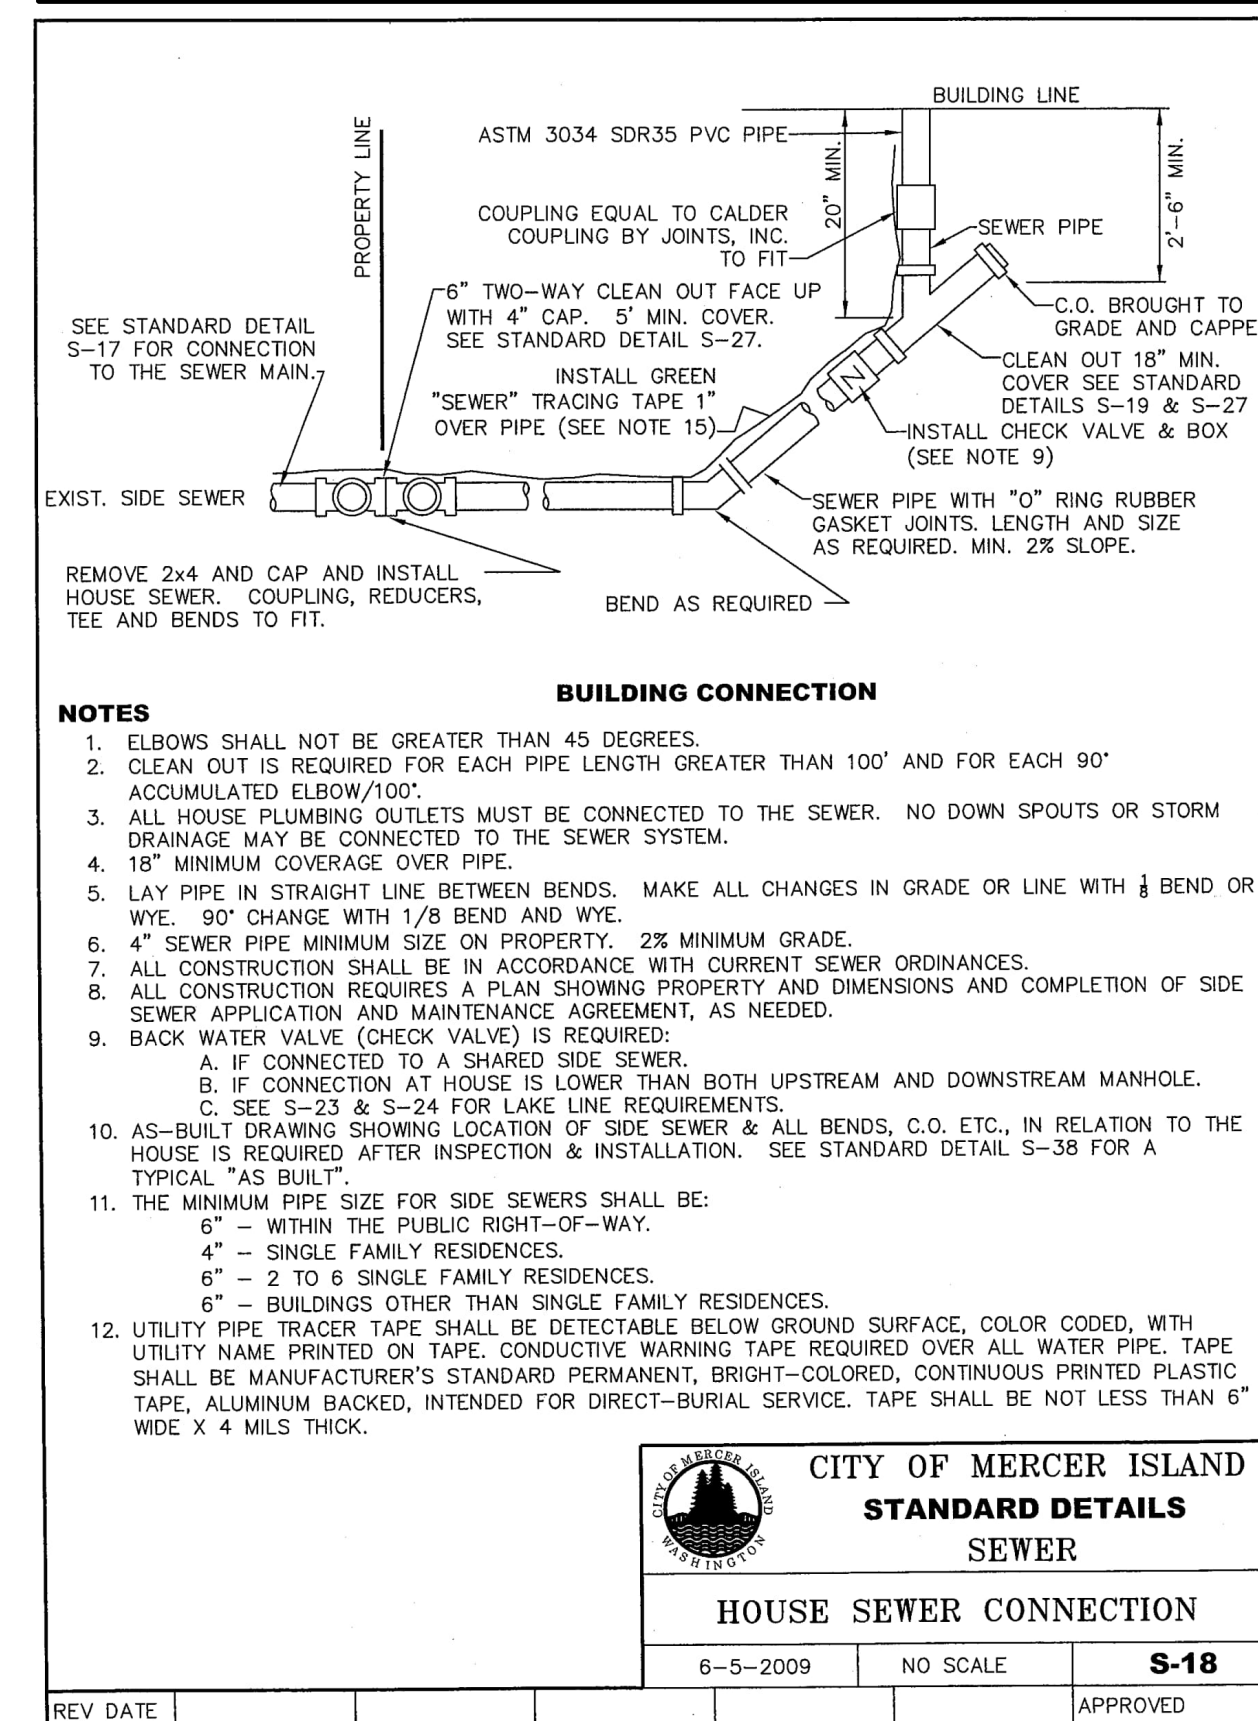 BUILDING LINE
PROPERTY LINE
ASTM 3034 SDR35 PVC PIPE
20" MIN.
2'-6" MIN.
COUPLING EQUAL TO CALDER
COUPLING BY JOINTS, INC.
TO FIT
SEWER PIPE
6" TWO-WAY CLEAN OUT FACE UP
WITH 4" CAP. 5' MIN. COVER.
SEE STANDARD DETAIL S-27.
C.O. BROUGHT TO
GRADE AND CAPPE
SEE STANDARD DETAIL
S-17 FOR CONNECTION
TO THE SEWER MAIN.
INSTALL GREEN
"SEWER" TRACING TAPE 1"
OVER PIPE (SEE NOTE 15)
CLEAN OUT 18" MIN.
COVER SEE STANDARD
DETAILS S-19 & S-27
N
INSTALL CHECK VALVE & BOX
(SEE NOTE 9)
EXIST. SIDE SEWER
SEWER PIPE WITH "O" RING RUBBER
GASKET JOINTS. LENGTH AND SIZE
AS REQUIRED. MIN. 2% SLOPE.
REMOVE 2x4 AND CAP AND INSTALL
HOUSE SEWER. COUPLING, REDUCERS,
TEE AND BENDS TO FIT.
BEND AS REQUIRED
BUILDING CONNECTION
NOTES
1. ELBOWS SHALL NOT BE GREATER THAN 45 DEGREES.
2. CLEAN OUT IS REQUIRED FOR EACH PIPE LENGTH GREATER THAN 100' AND FOR EACH 90°
ACCUMULATED ELBOW/100°.
3. ALL HOUSE PLUMBING OUTLETS MUST BE CONNECTED TO THE SEWER. NO DOWN SPOUTS OR STORM
DRAINAGE MAY BE CONNECTED TO THE SEWER SYSTEM.
4. 18" MINIMUM COVERAGE OVER PIPE.
5. LAY PIPE IN STRAIGHT LINE BETWEEN BENDS. MAKE ALL CHANGES IN GRADE OR LINE WITH 1/8 BEND OR
WYE. 90° CHANGE WITH 1/8 BEND AND WYE.
6. 4" SEWER PIPE MINIMUM SIZE ON PROPERTY. 2% MINIMUM GRADE.
7. ALL CONSTRUCTION SHALL BE IN ACCORDANCE WITH CURRENT SEWER ORDINANCES.
8. ALL CONSTRUCTION REQUIRES A PLAN SHOWING PROPERTY AND DIMENSIONS AND COMPLETION OF SIDE
SEWER APPLICATION AND MAINTENANCE AGREEMENT, AS NEEDED.
9. BACK WATER VALVE (CHECK VALVE) IS REQUIRED:
A. IF CONNECTED TO A SHARED SIDE SEWER.
B. IF CONNECTION AT HOUSE IS LOWER THAN BOTH UPSTREAM AND DOWNSTREAM MANHOLE.
C. SEE S-23 & S-24 FOR LAKE LINE REQUIREMENTS.
10. AS-BUILT DRAWING SHOWING LOCATION OF SIDE SEWER & ALL BENDS, C.O. ETC., IN RELATION TO THE
HOUSE IS REQUIRED AFTER INSPECTION & INSTALLATION. SEE STANDARD DETAIL S-38 FOR A
TYPICAL "AS BUILT".
11. THE MINIMUM PIPE SIZE FOR SIDE SEWERS SHALL BE:
6" - WITHIN THE PUBLIC RIGHT-OF-WAY.
4" - SINGLE FAMILY RESIDENCES.
6" - 2 TO 6 SINGLE FAMILY RESIDENCES.
6" - BUILDINGS OTHER THAN SINGLE FAMILY RESIDENCES.
12. UTILITY PIPE TRACER TAPE SHALL BE DETECTABLE BELOW GROUND SURFACE, COLOR CODED, WITH
UTILITY NAME PRINTED ON TAPE. CONDUCTIVE WARNING TAPE REQUIRED OVER ALL WATER PIPE. TAPE
SHALL BE MANUFACTURER'S STANDARD PERMANENT, BRIGHT-COLORED, CONTINUOUS PRINTED PLASTIC
TAPE, ALUMINUM BACKED, INTENDED FOR DIRECT-BURIAL SERVICE. TAPE SHALL BE NOT LESS THAN 6"
WIDE X 4 MILS THICK.
CITY OF MERCER ISLAND
WASHINGTON
CITY OF MERCER ISLAND
STANDARD DETAILS
SEWER
HOUSE SEWER CONNECTION
6-5-2009 NO SCALE S-18
REV DATE APPROVED